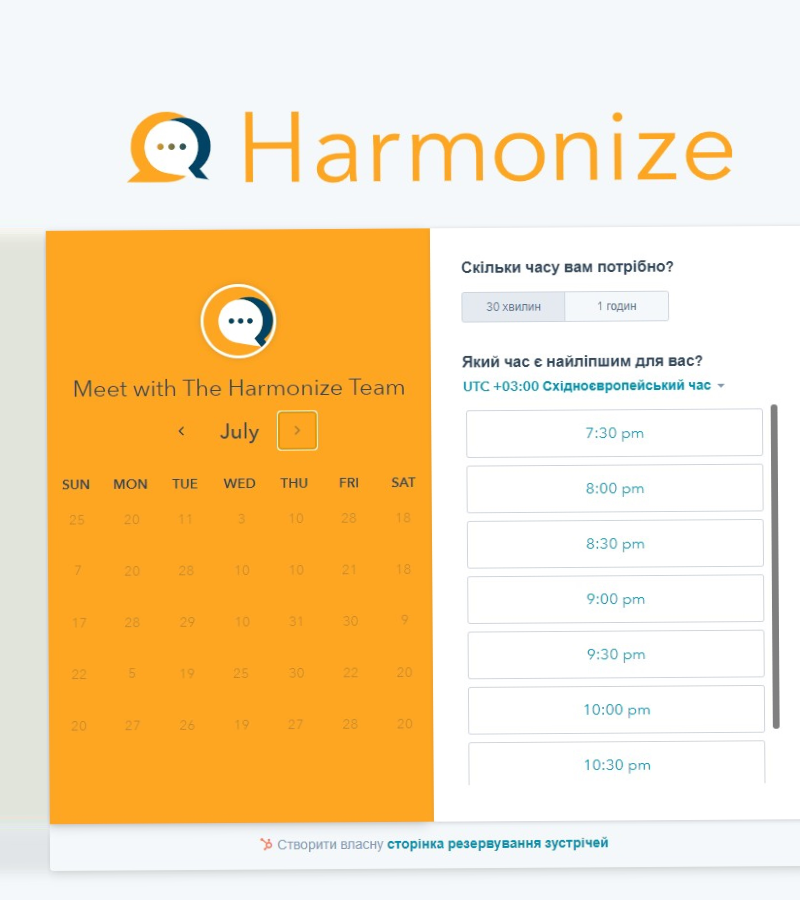 Harmonize
Meet with The Harmonize Team
July
SUN MON TUE WED THU FRI SAT
25 20 11 3 10 28 18
7 20 28 10 10 21 18
17 28 29 10 31 30 9
22 5 19 25 30 22 20
20 27 26 19 27 28 20
Скільки часу вам потрібно?
30 хвилин 1 годин
Який час є найліпшим для вас?
UTC +03:00 Східноєвропейський час
7:30 pm
8:00 pm
8:30 pm
9:00 pm
9:30 pm
10:00 pm
10:30 pm
Створити власну сторінка резервування зустрічей